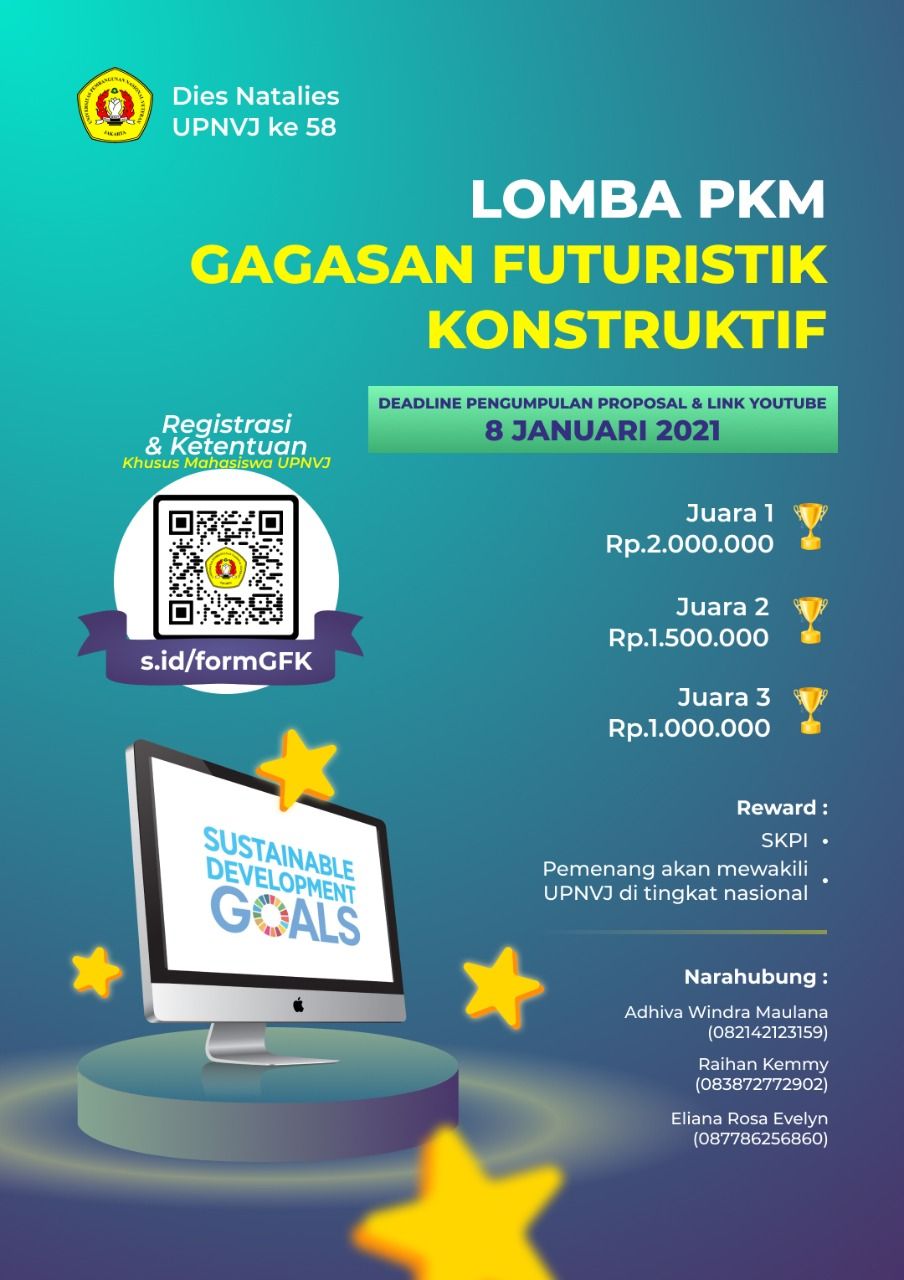 Dies Natalies
UPNVJ ke 58
LOMBA PKM
GAGASAN FUTURISTIK
KONSTRUKTIF
DEADLINE PENGUMPULAN PROPOSAL & LINK YOUTUBE
8 JANUARI 2021
Registrasi
& Ketentuan
Khusus Mahasiswa UPNVJ
s.id/formGFK
Juara 1
Rp.2.000.000
Juara 2
Rp.1.500.000
Juara 3
Rp.1.000.000
SUSTAINABLE
DEVELOPMENT
GOALS
Reward :
SKPI •
Pemenang akan mewakili •
UPNVJ di tingkat nasional
Narahubung :
Adhiva Windra Maulana
(082142123159)
Raihan Kemmy
(083872772902)
Eliana Rosa Evelyn
(087786256860)